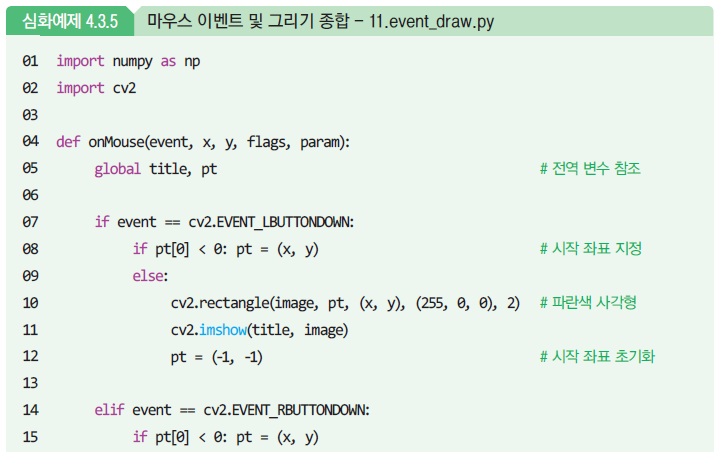 심화예제 4.3.5 마우스 이벤트 및 그리기 종합 – 11.event_draw.py
01 import numpy as np
02 import cv2
03
04 def onMouse(event, x, y, flags, param):
05 global title, pt # 전역 변수 참조
06
07 if event == cv2.EVENT_LBUTTONDOWN:
08 if pt[0] < 0: pt = (x, y) # 시작 좌표 지정
09 else:
10 cv2.rectangle(image, pt, (x, y), (255, 0, 0), 2) # 파란색 사각형
11 cv2.imshow(title, image)
12 pt = (-1, -1) # 시작 좌표 초기화
13
14 elif event == cv2.EVENT_RBUTTONDOWN:
15 if pt[0] < 0: pt = (x, y)